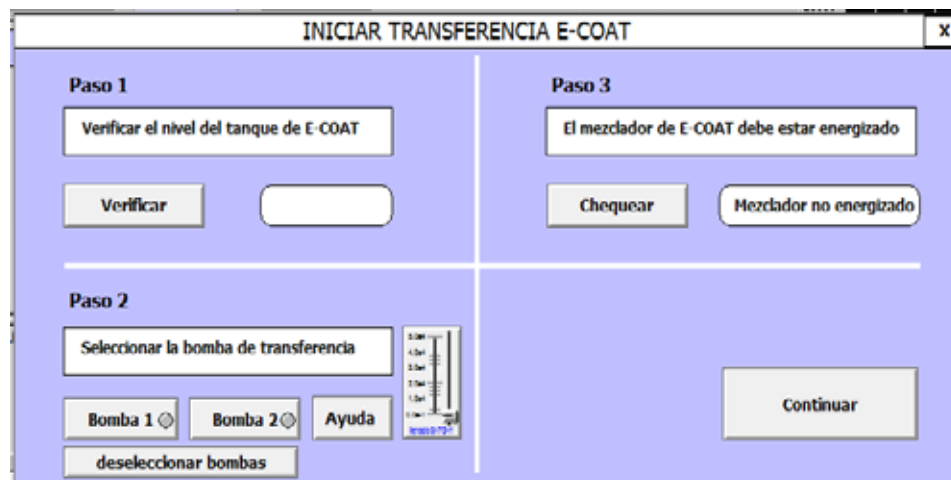 INICIAR TRANSFERENCIA E-COAT
X
Paso 1
Verificar el nivel del tanque de E-COAT
Verificar
Paso 2
Seleccionar la bomba de transferencia
Bomba 1
Bomba 2
Ayuda
deseleccionar bombas
Paso 3
El mezclador de E-COAT debe estar energizado
Chequear
Mezclador no energizado
Continuar